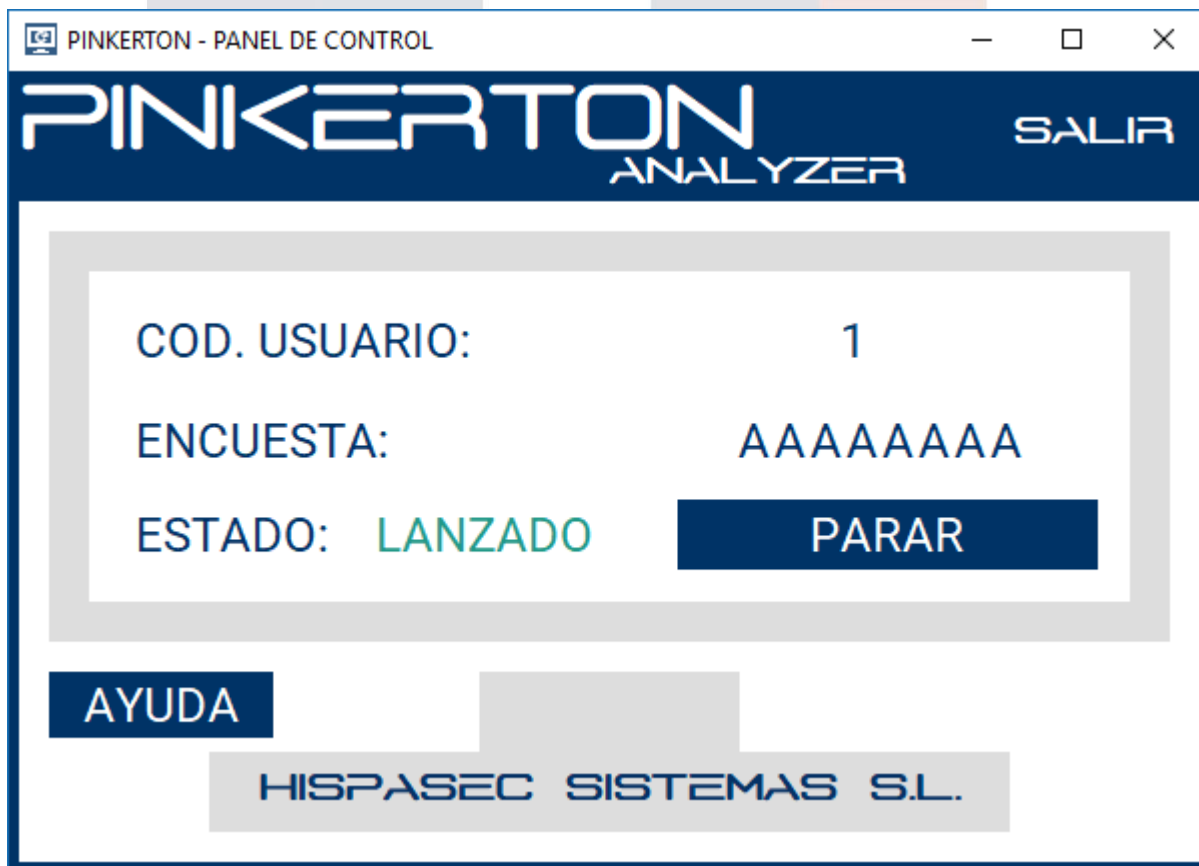 PINKERTON - PANEL DE CONTROL
PINKERTON
ANALYZER
SALIR
COD. USUARIO: 1
ENCUESTA: AAAAAAAA
ESTADO: LANZADO PARAR
AYUDA
HISPASEC SISTEMAS S.L.